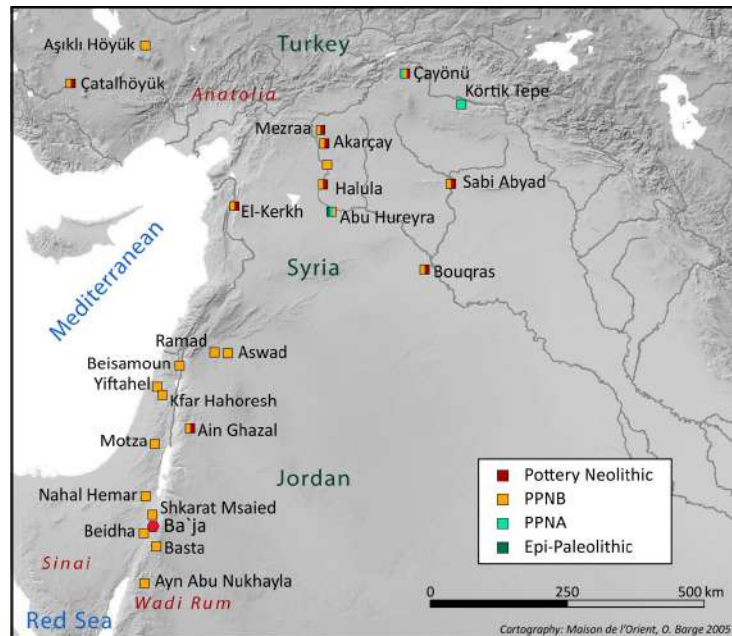 Turkey
Aşıklı Höyük
Çatalhöyük
Anatolia
Çayönü
Körtik Tepe
Mezraa
Akarçay
Halula
Sabi Abyad
El-Kerkh
Abu Hureyra
Mediterranean
Syria
Bouqras
Ramad
Aswad
Beisamoun
Yiftahel
Kfar Hahoresh
Ain Ghazal
Motza
Jordan
Nahal Hemar
Shkarat Msaied
Ba`ja
Beidha
Basta
Sinai
Ayn Abu Nukhayla
Wadi Rum
Red Sea
Pottery Neolithic
PPNB
PPNA
Epi-Paleolithic
0 250 500 km
Cartography: Maison de l'Orient, O. Barge 2005